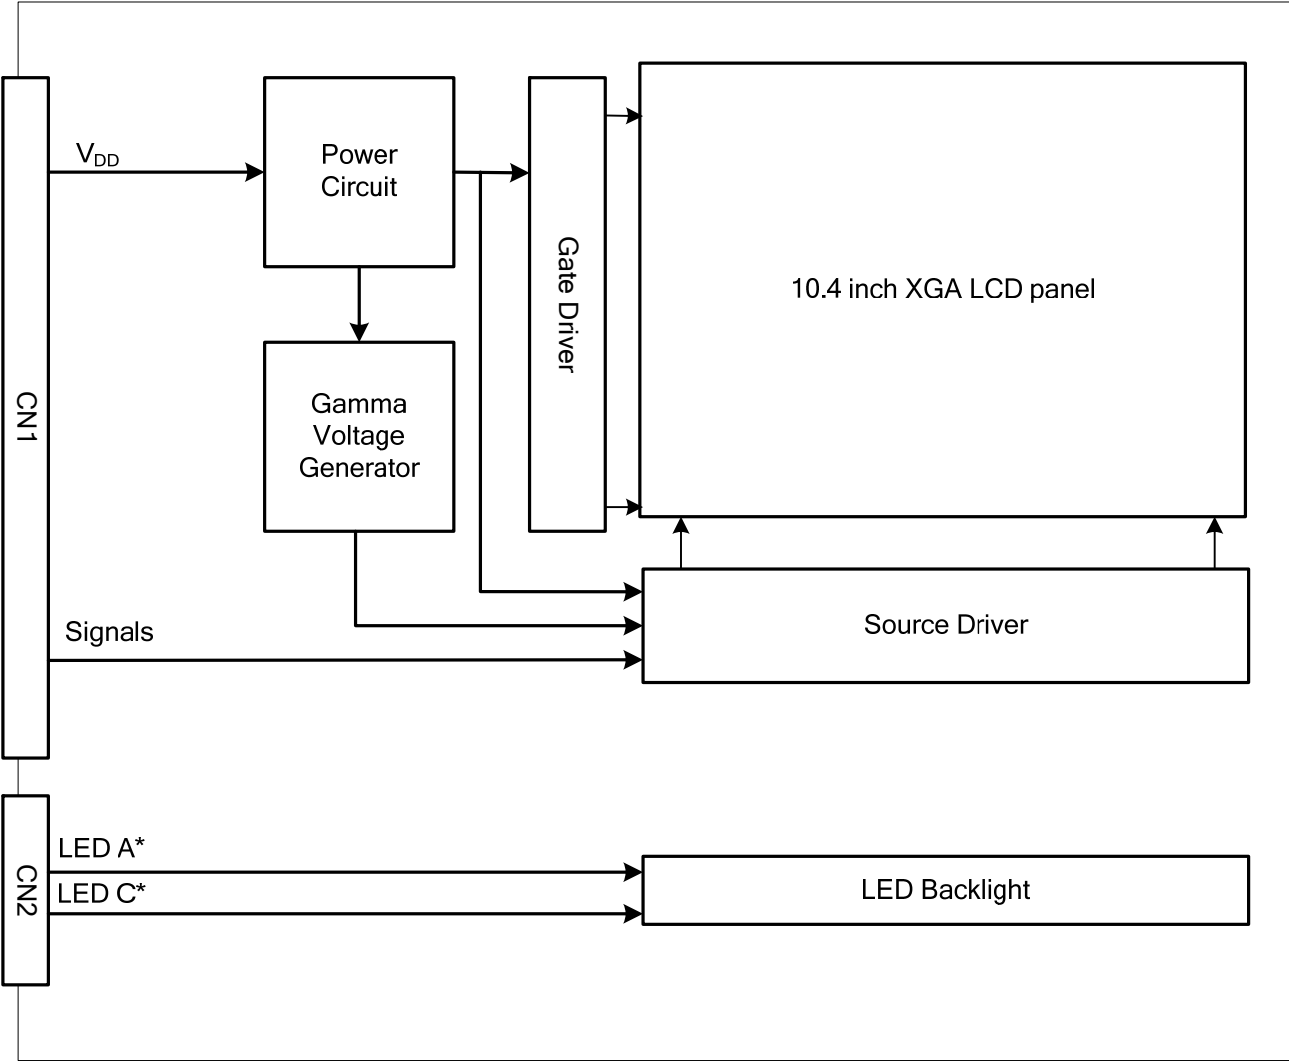 V_DD
Power
Circuit
Gate Driver
10.4 inch XGA LCD panel
CN1
Gamma
Voltage
Generator
Signals
Source Driver
CN2
LED A*
LED C*
LED Backlight